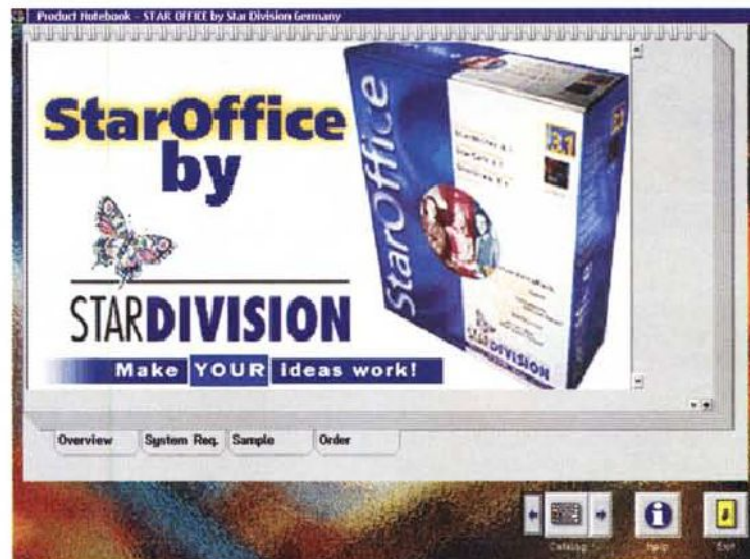 Product Notebook - STAR OFFICE by Star Division Germany
StarOffice
by
STARDIVISION
Make YOUR ideas work!
StarOffice
3.1
STARDIVISION
Overview
System Req.
Sample
Order
Catalog
Help
Exit